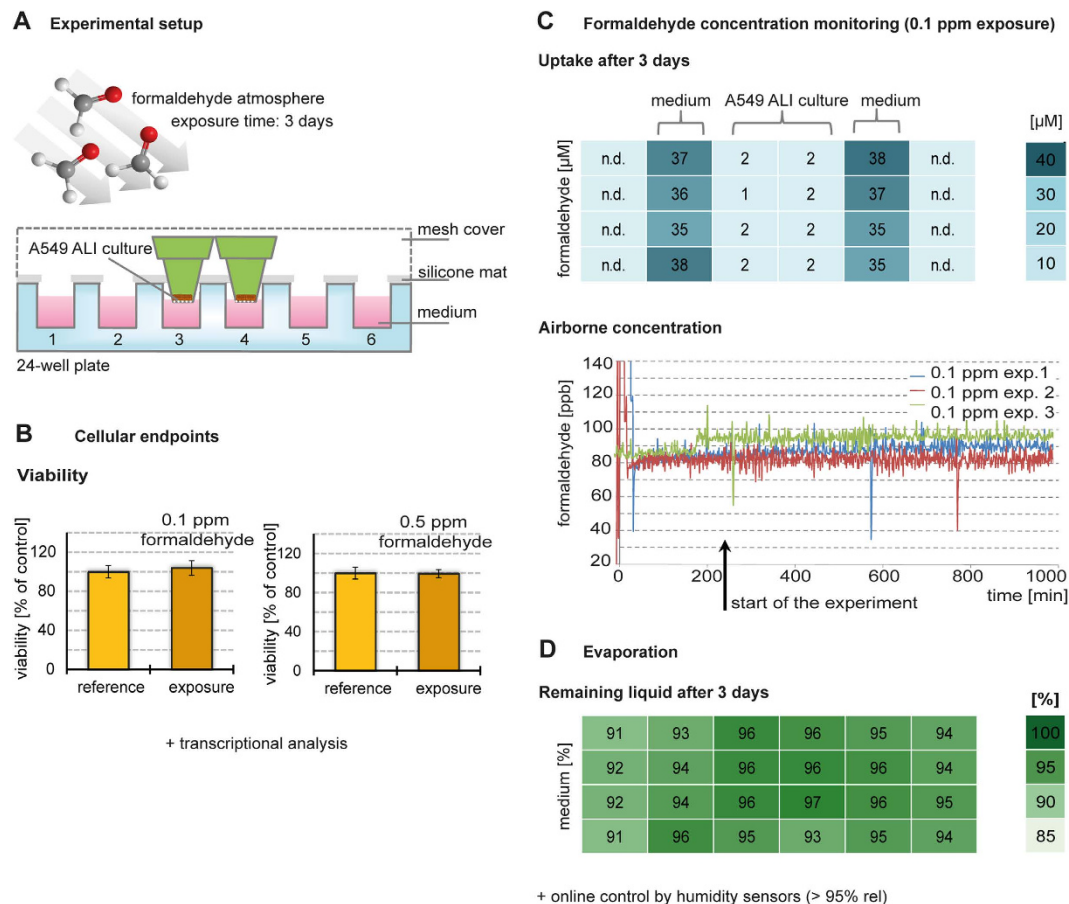 A Experimental setup
formaldehyde atmosphere
exposure time: 3 days
mesh cover
A549 ALI culture
silicone mat
medium
1 2 3 4 5 6
24-well plate
B Cellular endpoints
Viability
viability [% of control]
120
80
40
0
0.1 ppm
formaldehyde
reference exposure
viability [% of control]
120
80
40
0
0.5 ppm
formaldehyde
reference exposure
+ transcriptional analysis
C Formaldehyde concentration monitoring (0.1 ppm exposure)
Uptake after 3 days
medium A549 ALI culture medium
[µM]
formaldehyde [µM]
n.d. 37 2 2 38 n.d. 40
n.d. 36 1 2 37 n.d. 30
n.d. 35 2 2 35 n.d. 20
n.d. 38 2 2 35 n.d. 10
Airborne concentration
formaldehyde [ppb]
140
120
100
80
60
40
20
0.1 ppm exp.1
0.1 ppm exp. 2
0.1 ppm exp. 3
0 200 400 600 800 1000
time [min]
start of the experiment
D Evaporation
Remaining liquid after 3 days
[%]
medium [%]
91 93 96 96 95 94 100
92 94 96 96 96 94 95
92 94 96 97 96 95 90
91 96 95 93 95 94 85
+ online control by humidity sensors (> 95% rel)